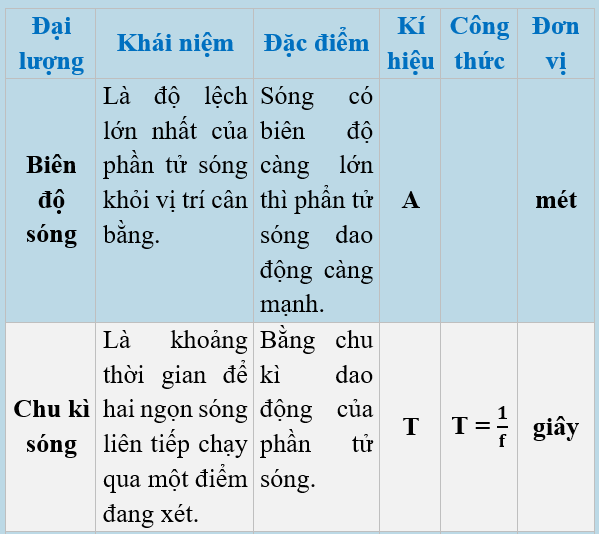 Đại lượng
Khái niệm
Đặc điểm
Kí hiệu
Công thức
Đơn vị
Biên độ sóng
Là độ lệch
lớn nhất của
phần tử sóng
khỏi vị trí cân
bằng.
Sóng có
biên độ
càng lớn
thì phẩn tử
sóng dao
động càng
mạnh.
A
mét
Chu kì sóng
Là khoảng
thời gian để
hai ngọn sóng
liên tiếp chạy
qua một điểm
đang xét.
Bằng chu
kì dao
động của
phần tử
sóng.
T
T = 1/f
giây